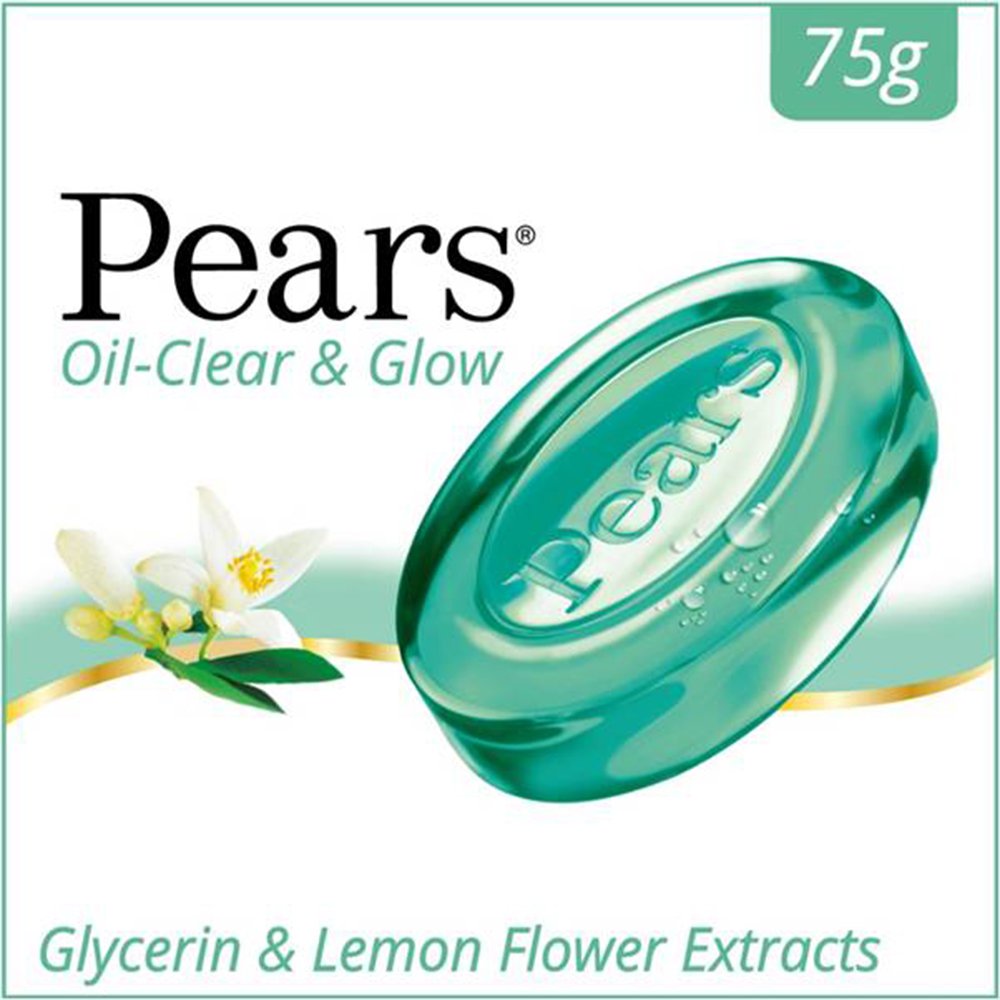 75g
Pears®
Oil-Clear & Glow
Pears
Glycerin & Lemon Flower Extracts